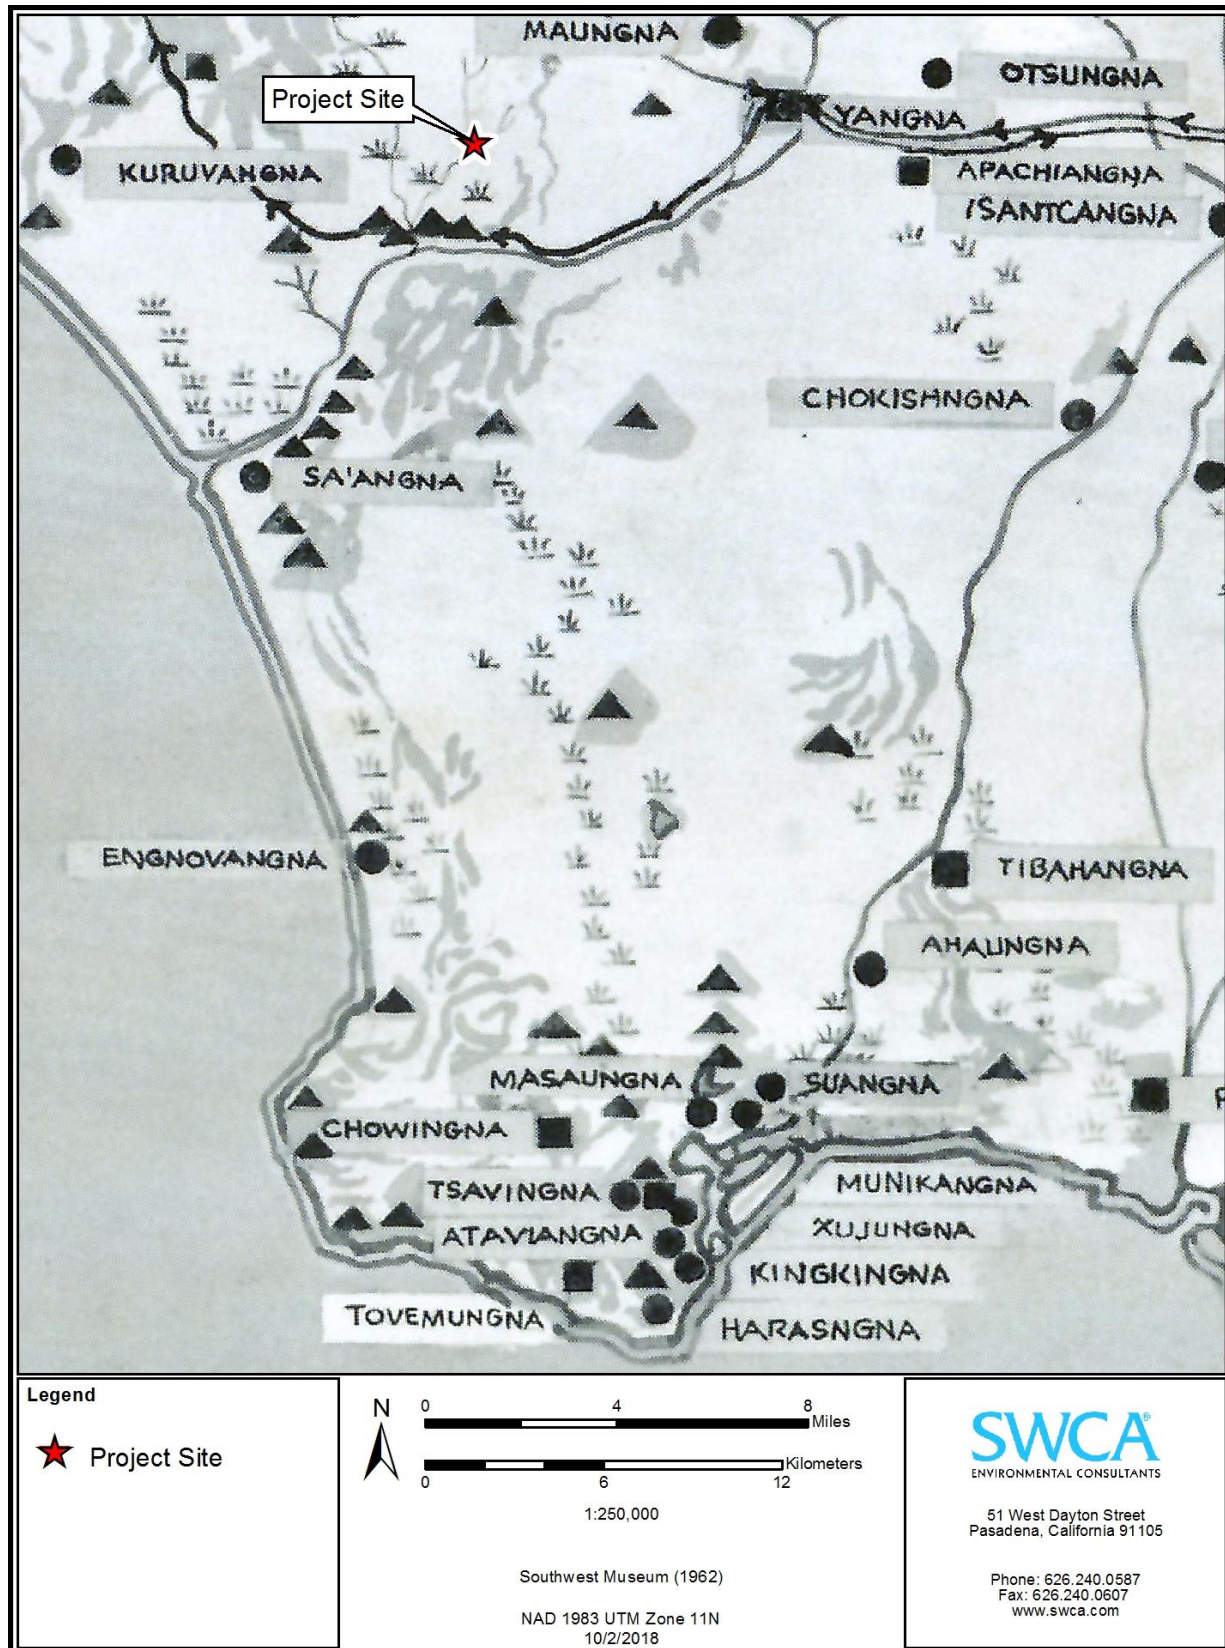 MAUNGNA
OTSUNGNA
Project Site
YANGNA
KURUVANGNA
APACHIANGNA
ISANTCANGNA
CHOKISHNGNA
SA'ANGNA
ENGNOVANGNA
TIBAHANGNA
AHAUNGNA
MASAUNGNA
SUANGNA
CHOWINGNA
TSAVINGNA
MUNIKANGNA
ATAVIANGNA
XUJUNGNA
KINGKINGNA
TOVEMUNGNA
HARASNGNA
Legend
Project Site
N
0 4 8
Miles
Kilometers
0 6 12
1:250,000
Southwest Museum (1962)
NAD 1983 UTM Zone 11N
10/2/2018
SWCA®
ENVIRONMENTAL CONSULTANTS
51 West Dayton Street
Pasadena, California 91105
Phone: 626.240.0587
Fax: 626.240.0607
www.swca.com